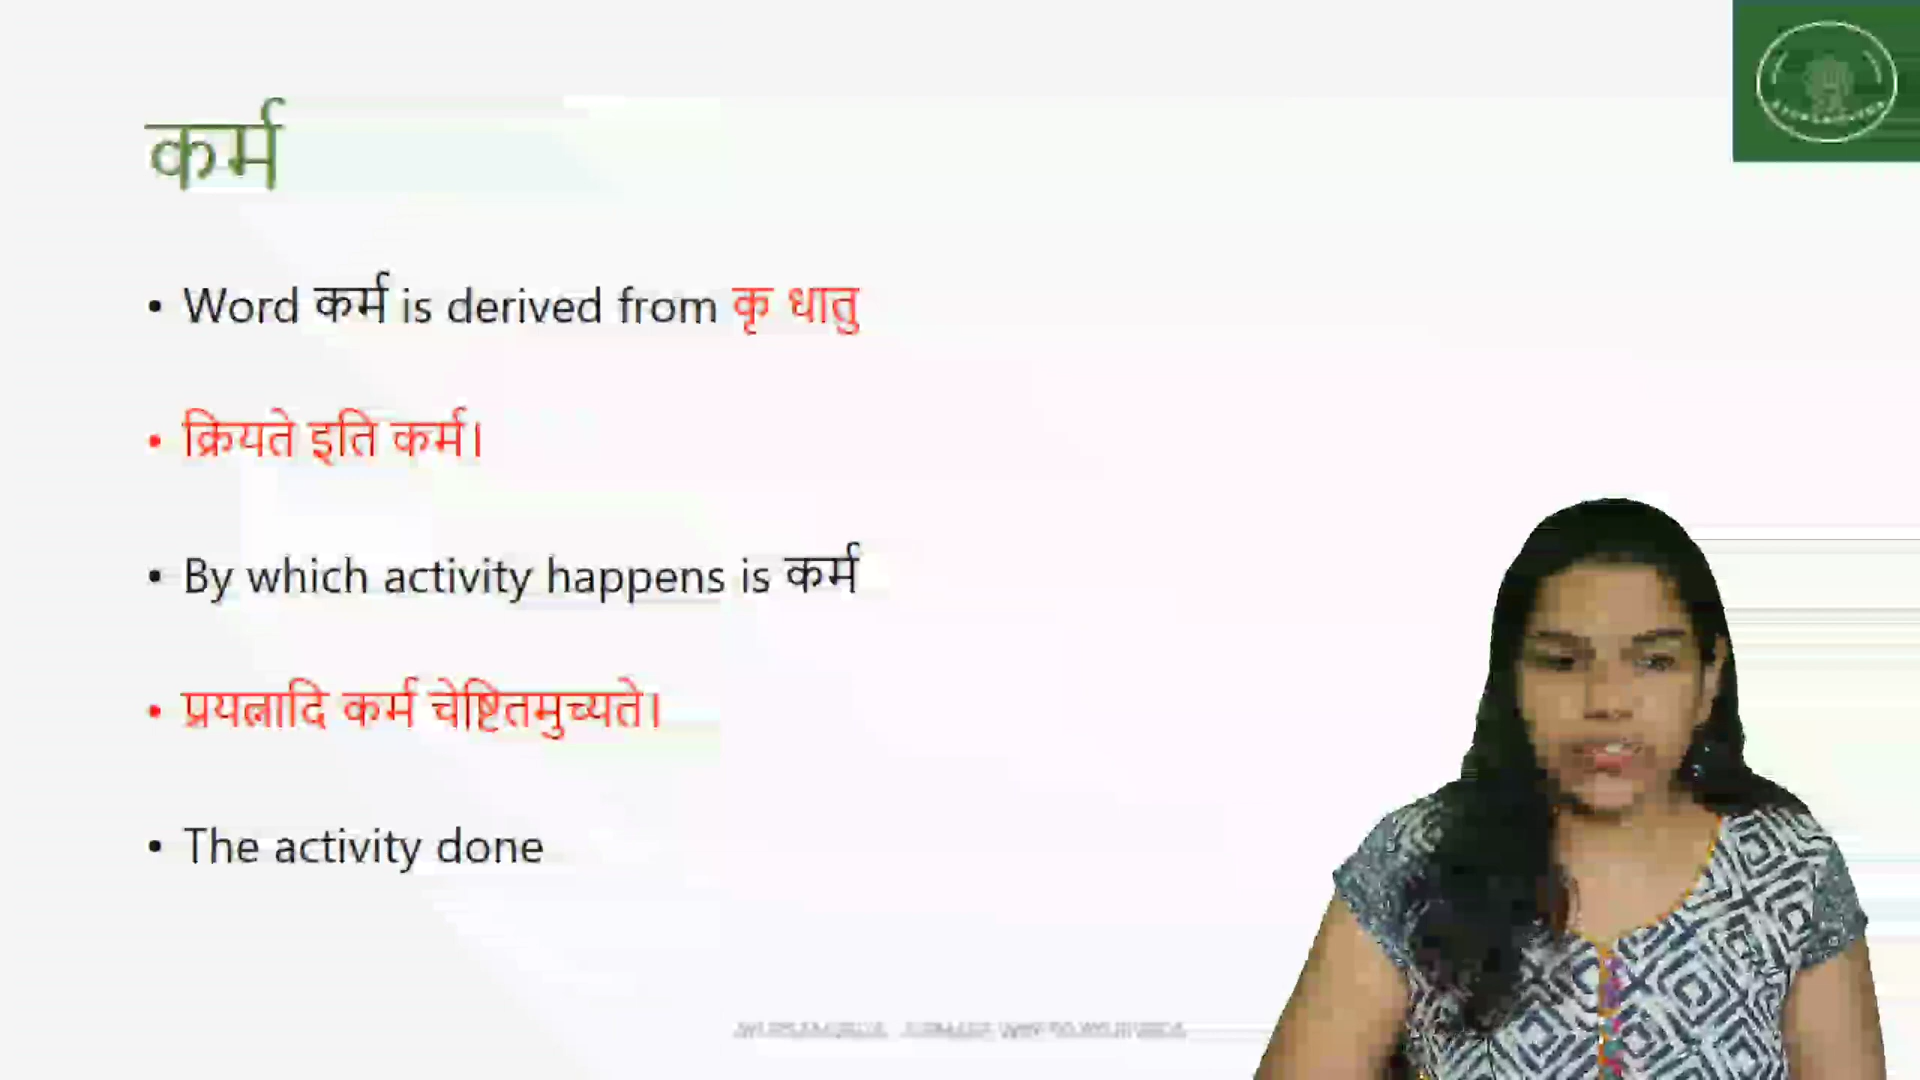 कर्म
• Word कर्म is derived from कृ धातु
• क्रियते इति कर्म।
• By which activity happens is कर्म
• प्रयत्नादि कर्म चेष्टितमुच्यते।
• The activity done